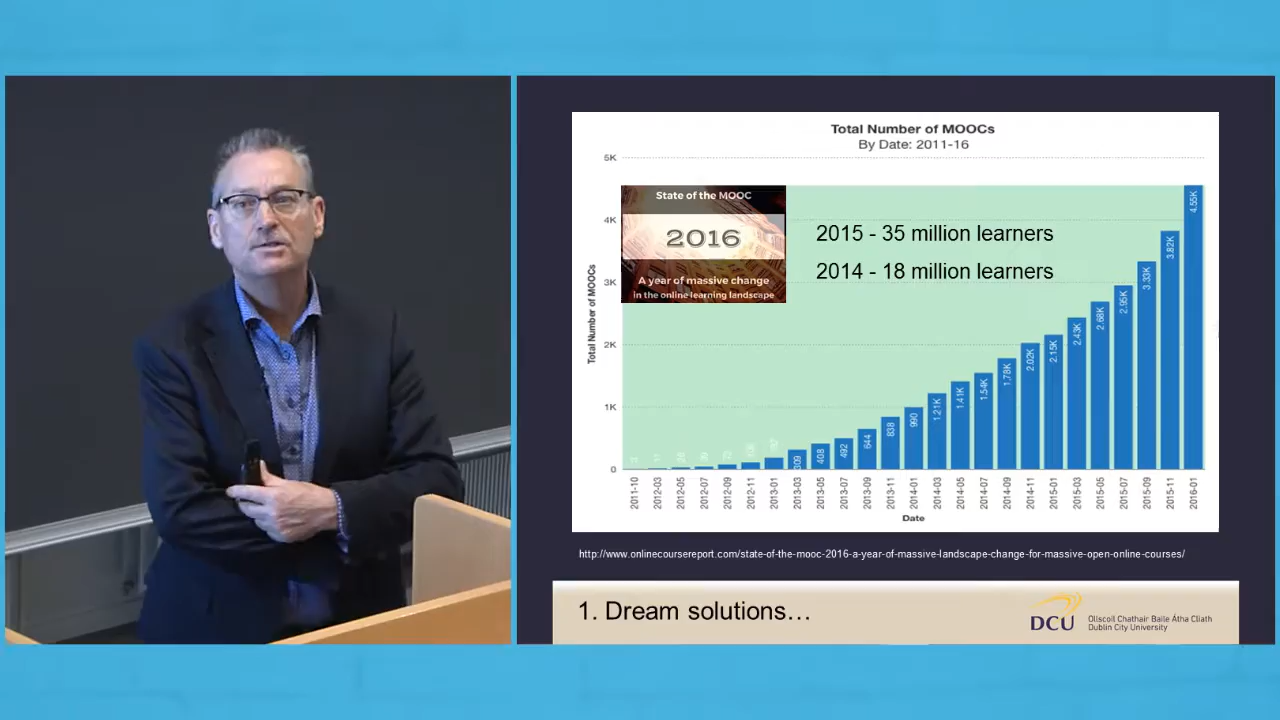 Total Number of MOOCs
By Date: 2011-16
5K
4K
3K
2K
1K
0
Total Number of MOOCs
State of the MOOC
2016
A year of massive change
in the online learning landscape
2015 - 35 million learners
2014 - 18 million learners
309
408
492
644
838
990
1.21K
1.41K
1.54K
1.78K
2.02K
2.15K
2.43K
2.68K
2.95K
3.33K
3.82K
4.55K
2011-10
2012-03
2012-05
2012-07
2012-09
2012-11
2013-01
2013-03
2013-05
2013-07
2013-09
2013-11
2014-01
2014-03
2014-05
2014-07
2014-09
2014-11
2015-01
2015-03
2015-05
2015-07
2015-09
2015-11
2016-01
Date
http://www.onlinecoursereport.com/state-of-the-mooc-2016-a-year-of-massive-landscape-change-for-massive-open-online-courses/
1. Dream solutions…
DCU
Ollscoil Chathair Baile Átha Cliath
Dublin City University